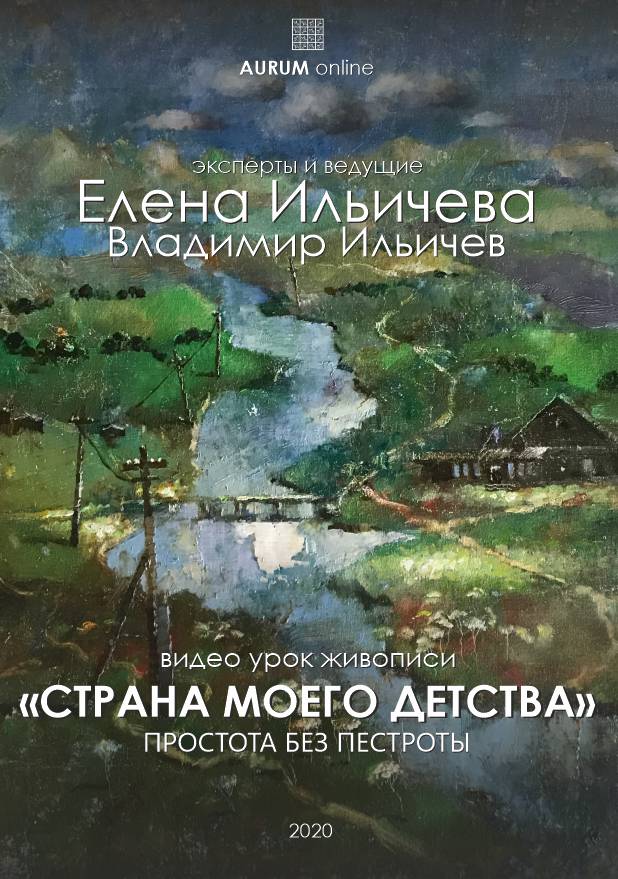 AURUM online
эксперты и ведущие
Елена Ильичева
Владимир Ильичев
видео урок живописи
«СТРАНА МОЕГО ДЕТСТВА»
ПРОСТОТА БЕЗ ПЕСТРОТЫ
2020